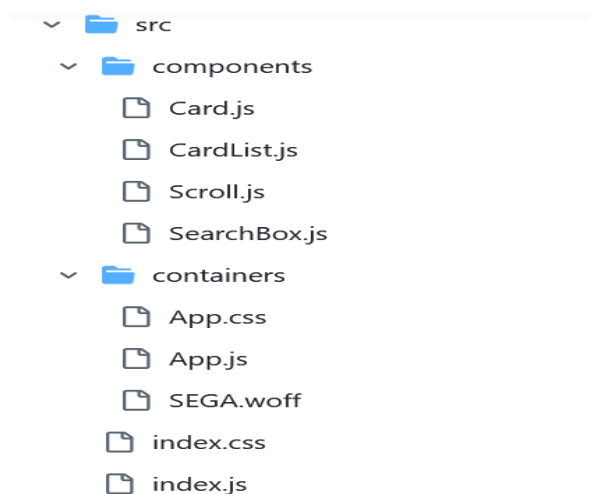 src
components
Card.js
CardList.js
Scroll.js
SearchBox.js
containers
App.css
App.js
SEGA.woff
index.css
index.js